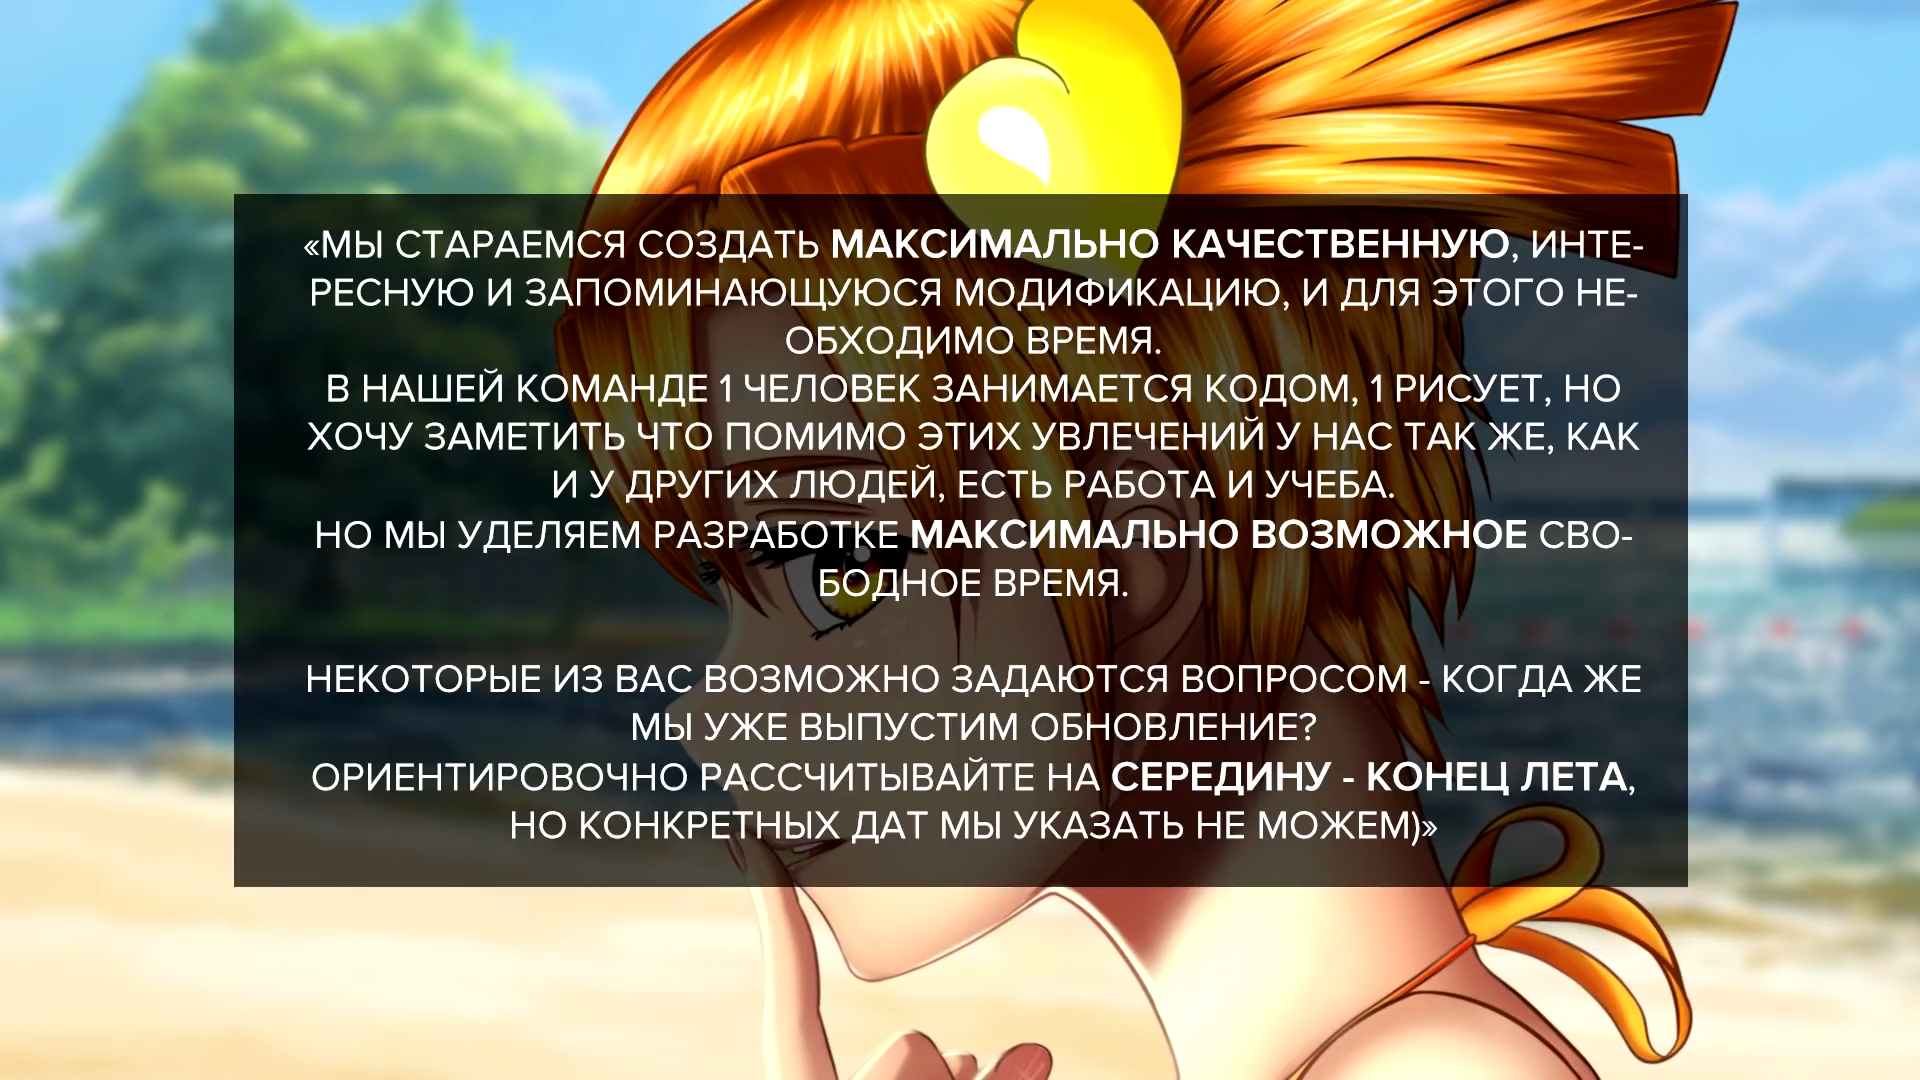 «МЫ СТАРАЕМСЯ СОЗДАТЬ МАКСИМАЛЬНО КАЧЕСТВЕННУЮ, ИНТЕ-
РЕСНУЮ И ЗАПОМИНАЮЩУЮСЯ МОДИФИКАЦИЮ, И ДЛЯ ЭТОГО НЕ-
ОБХОДИМО ВРЕМЯ.
В НАШЕЙ КОМАНДЕ 1 ЧЕЛОВЕК ЗАНИМАЕТСЯ КОДОМ, 1 РИСУЕТ, НО
ХОЧУ ЗАМЕТИТЬ ЧТО ПОМИМО ЭТИХ УВЛЕЧЕНИЙ У НАС ТАК ЖЕ, КАК
И У ДРУГИХ ЛЮДЕЙ, ЕСТЬ РАБОТА И УЧЕБА.
НО МЫ УДЕЛЯЕМ РАЗРАБОТКЕ МАКСИМАЛЬНО ВОЗМОЖНОЕ СВО-
БОДНОЕ ВРЕМЯ.
НЕКОТОРЫЕ ИЗ ВАС ВОЗМОЖНО ЗАДАЮТСЯ ВОПРОСОМ - КОГДА ЖЕ
МЫ УЖЕ ВЫПУСТИМ ОБНОВЛЕНИЕ?
ОРИЕНТИРОВОЧНО РАССЧИТЫВАЙТЕ НА СЕРЕДИНУ - КОНЕЦ ЛЕТА,
НО КОНКРЕТНЫХ ДАТ МЫ УКАЗАТЬ НЕ МОЖЕМ)»